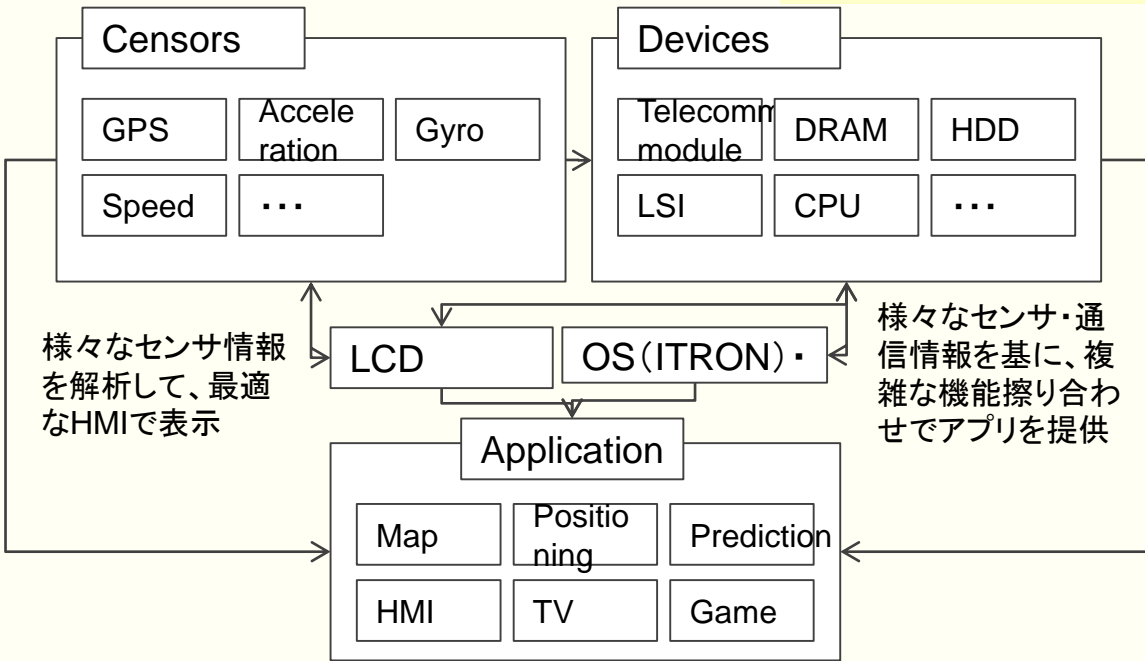 Censors
GPS
Accele
ration
Gyro
Speed
・・・
Devices
Telecomm
module
DRAM
HDD
LSI
CPU
・・・
様々なセンサ情報
を解析して、最適
なHMIで表示
LCD
OS(ITRON)・
様々なセンサ・通
信情報を基に、複
雑な機能擦り合わ
せでアプリを提供
Application
Map
Positio
ning
Prediction
HMI
TV
Game